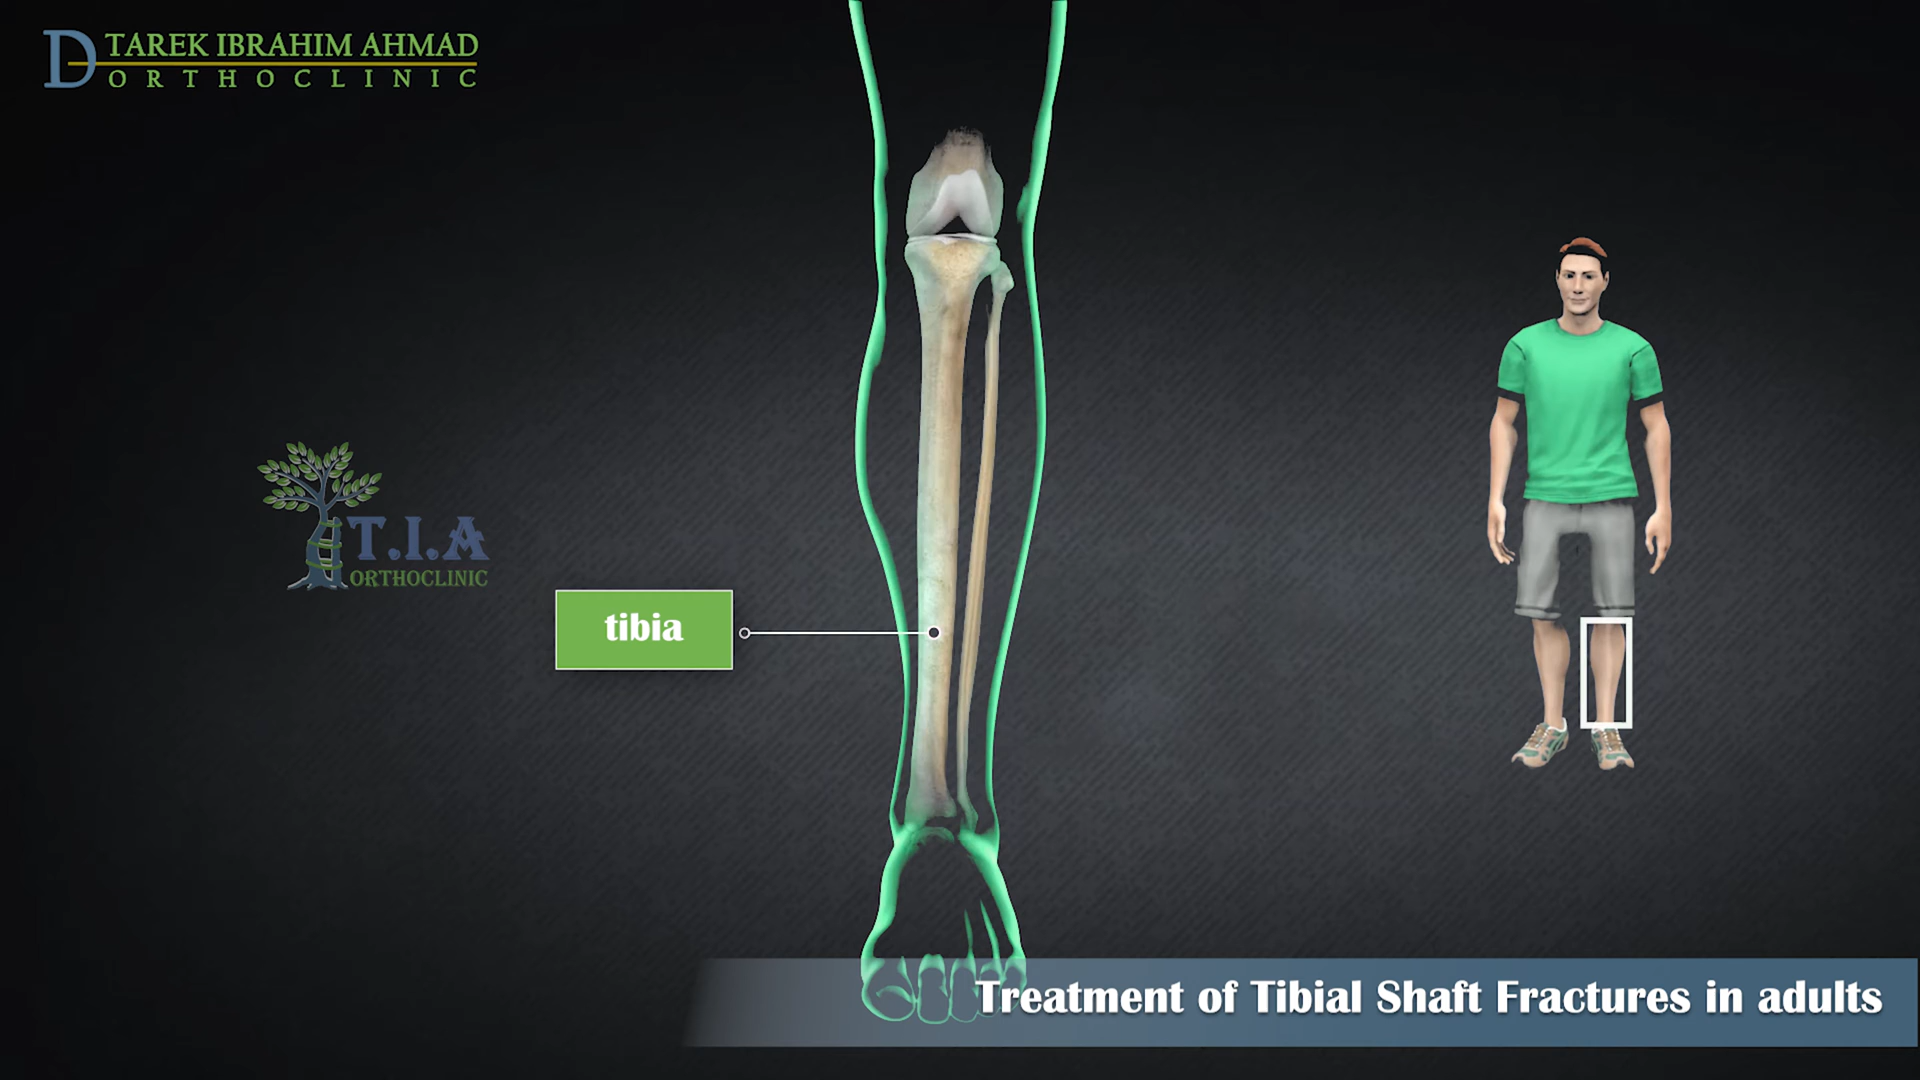 D TAREK IBRAHIM AHMAD
ORTHOCLINIC
T.I.A
ORTHOCLINIC
tibia
Treatment of Tibial Shaft Fractures in adults